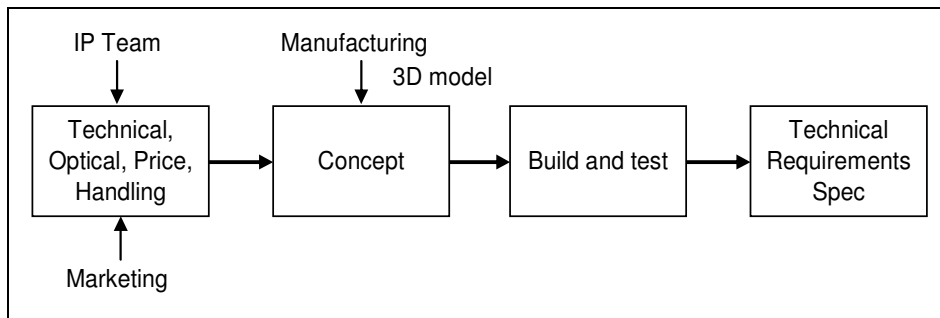 IP Team
Manufacturing
3D model
Technical,
Optical, Price,
Handling
Concept
Build and test
Technical
Requirements
Spec
Marketing